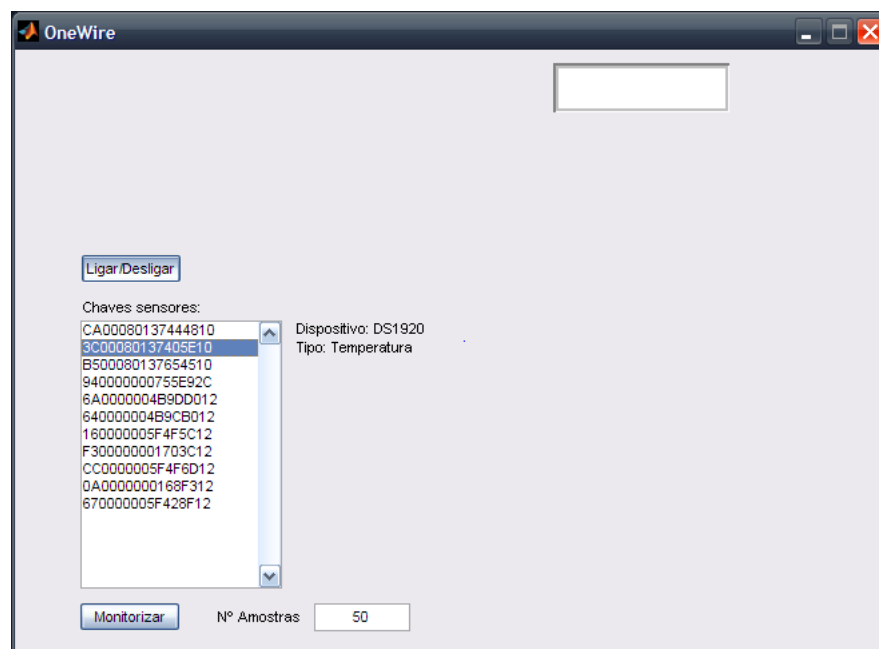 OneWire
Ligar/Desligar
Chaves sensores:
CA00080137444810
3C00080137405E10
B500080137654510
940000000755E92C
6A0000004B9DD012
640000004B9CB012
160000005F4F5C12
F300000001703C12
CC0000005F4F6D12
0A0000000168F312
670000005F428F12
Dispositivo: DS1920
Tipo: Temperatura
Monitorizar
Nº Amostras
50